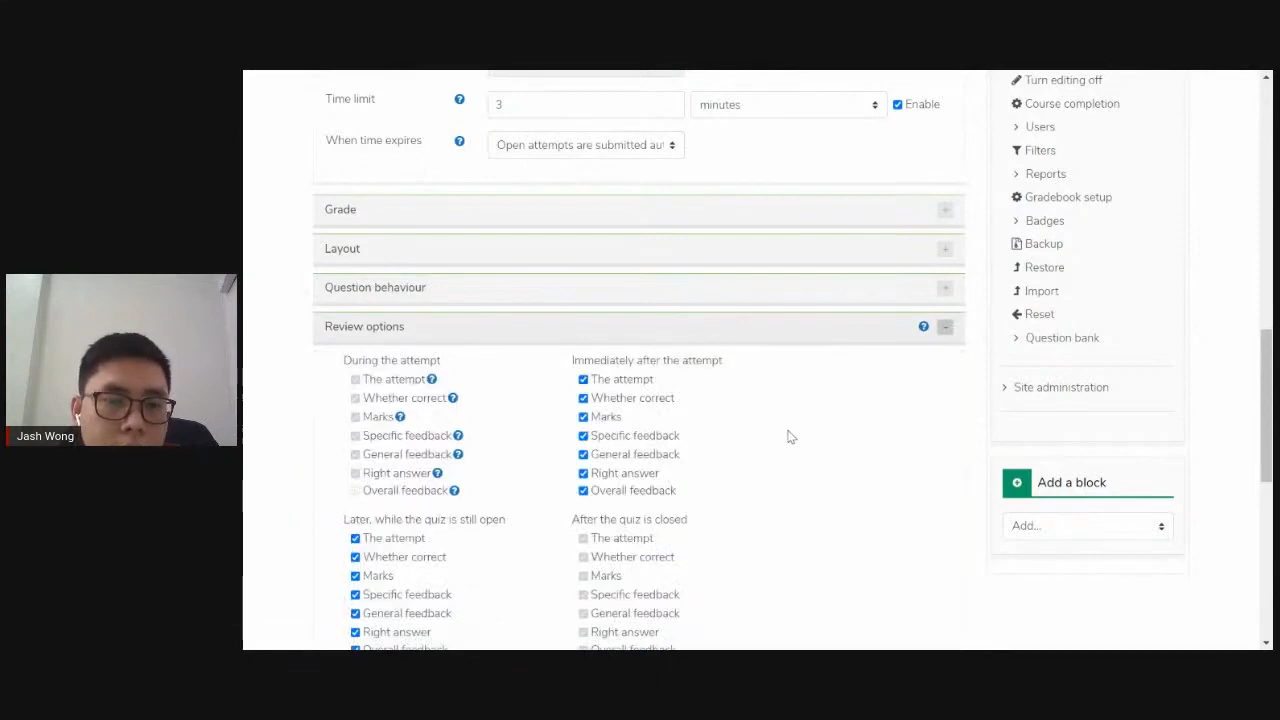 Turn editing off
Time limit
3
minutes
Enable
Course completion
Users
When time expires
Open attempts are submitted aut
Filters
Reports
Gradebook setup
Grade
Badges
Layout
Backup
Restore
Question behaviour
Import
Reset
Review options
Question bank
During the attempt
The attempt
Whether correct
Marks
Specific feedback
General feedback
Right answer
Overall feedback
Immediately after the attempt
The attempt
Whether correct
Marks
Specific feedback
General feedback
Right answer
Overall feedback
Site administration
Jash Wong
Add a block
Add...
Later, while the quiz is still open
The attempt
Whether correct
Marks
Specific feedback
General feedback
Right answer
Overall feedback
After the quiz is closed
The attempt
Whether correct
Marks
Specific feedback
General feedback
Right answer
Overall feedback